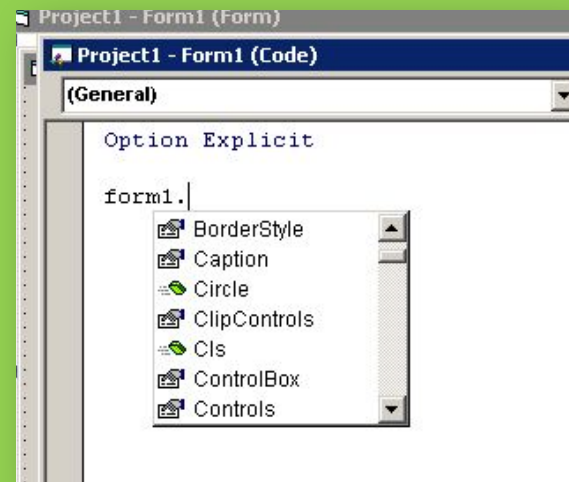 Project1 - Form1 (Form)
Project1 - Form1 (Code)
(General)
Option Explicit
form1.
BorderStyle
Caption
Circle
ClipControls
Cls
ControlBox
Controls